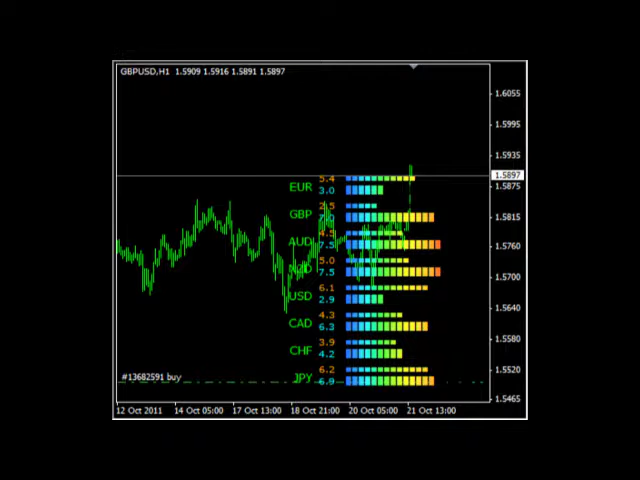 GBPUSD,H1 1.5909 1.5916 1.5891 1.5897
1.6055
1.5995
1.5935
1.5897
1.5875
1.5815
1.5760
1.5700
1.5640
1.5580
1.5520
1.5465
5.4
EUR 3.0
GBP
AUD 7.5
5.0
7.5
6.1
USD 2.9
4.3
CAD 6.3
3.9
CHF 4.2
6.2
JPY 6.9
#13682591 buy
12 Oct 2011 14 Oct 05:00 17 Oct 13:00 18 Oct 21:00 20 Oct 05:00 21 Oct 13:00